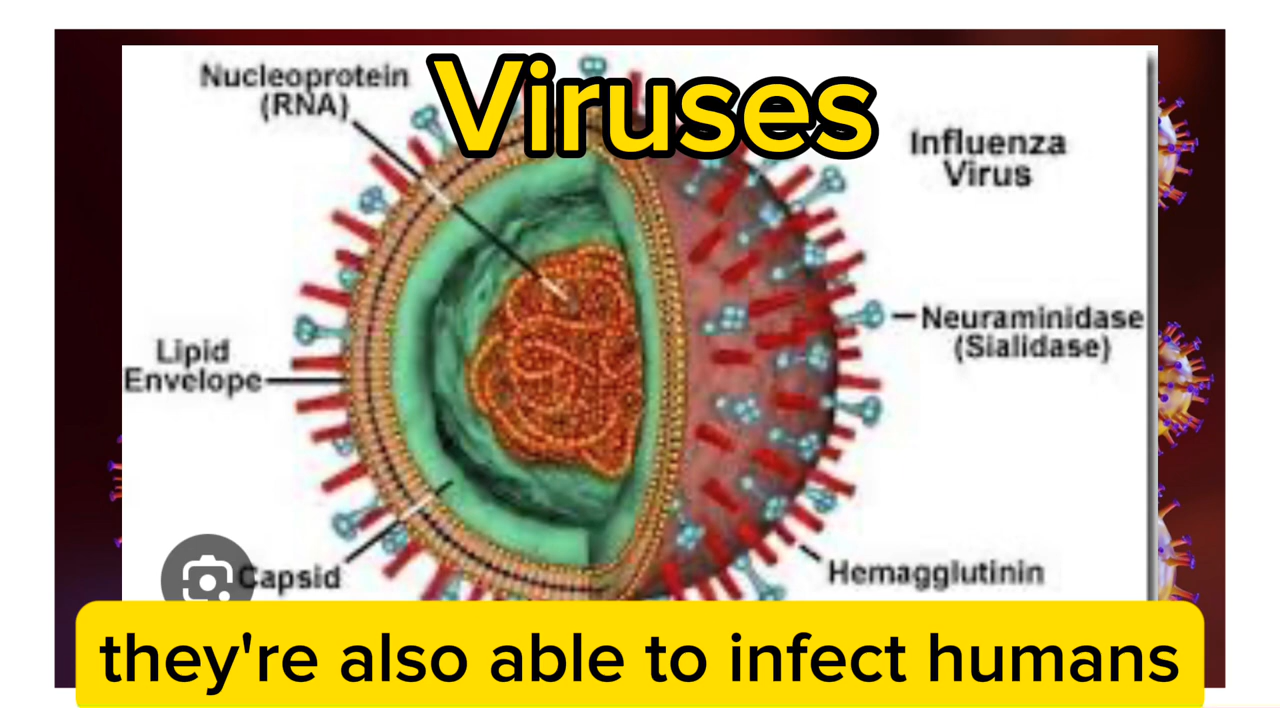 Viruses
Nucleoprotein
(RNA)
Influenza
Virus
Neuraminidase
(Sialidase)
Lipid
Envelope
Capsid
Hemagglutinin
they're also able to infect humans